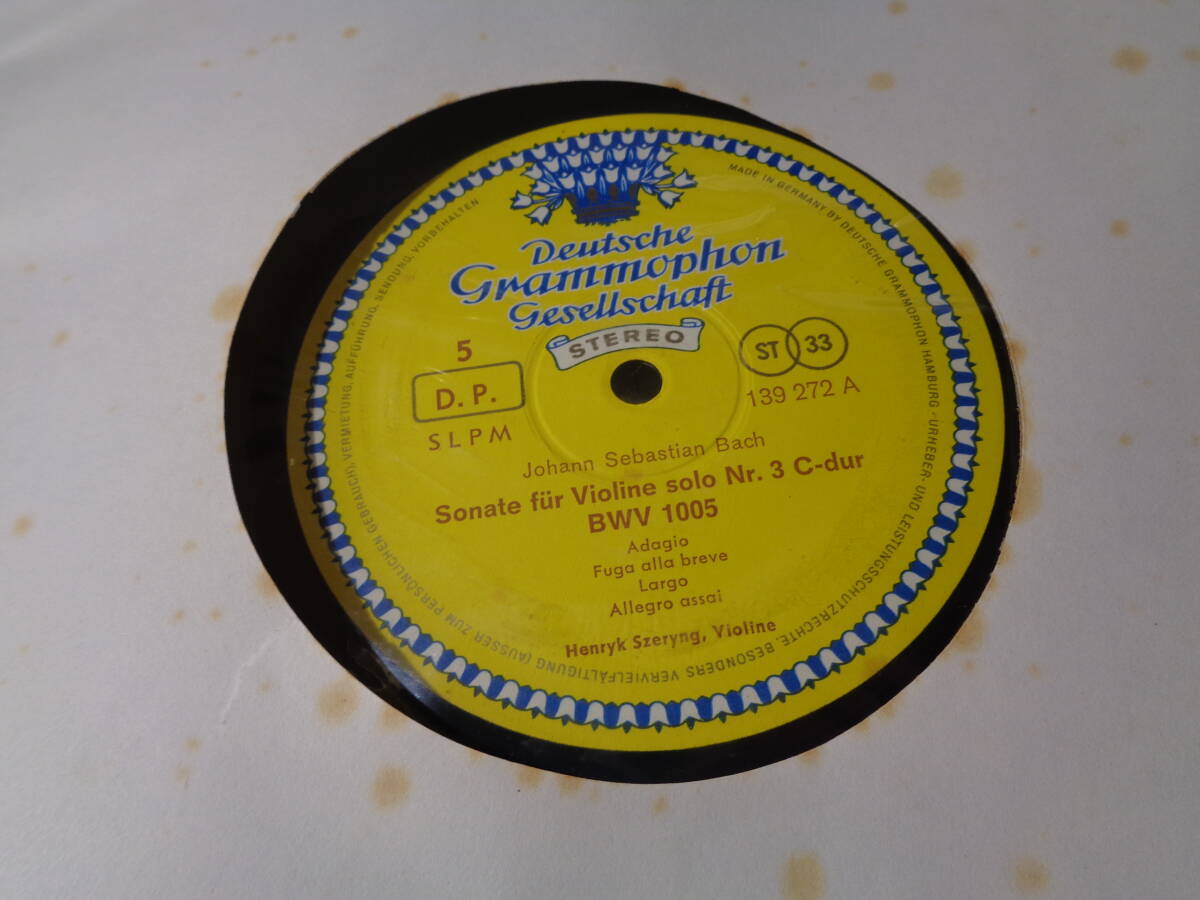 Deutsche
Grammophon
Gesellschaft
STEREO
5
D. P.
SLPM
ST 33
139 272 A
Johann Sebastian Bach
Sonate für Violine solo Nr. 3 C-dur
BWV 1005
Adagio
Fuga alla breve
Largo
Allegro assai
Henryk Szeryng, Violine
MADE IN GERMANY BY DEUTSCHE GRAMMOPHON HAMBURG · URHEBER- UND LEISTUNGSSCHUTZRECHTE, BESONDERS VERVIELFÄLTIGUNG (AUSSER ZUM PERSÖNLICHEN GEBRAUCH), VERMIETUNG, AUFFÜHRUNG, SENDUNG, VORBEHALTEN